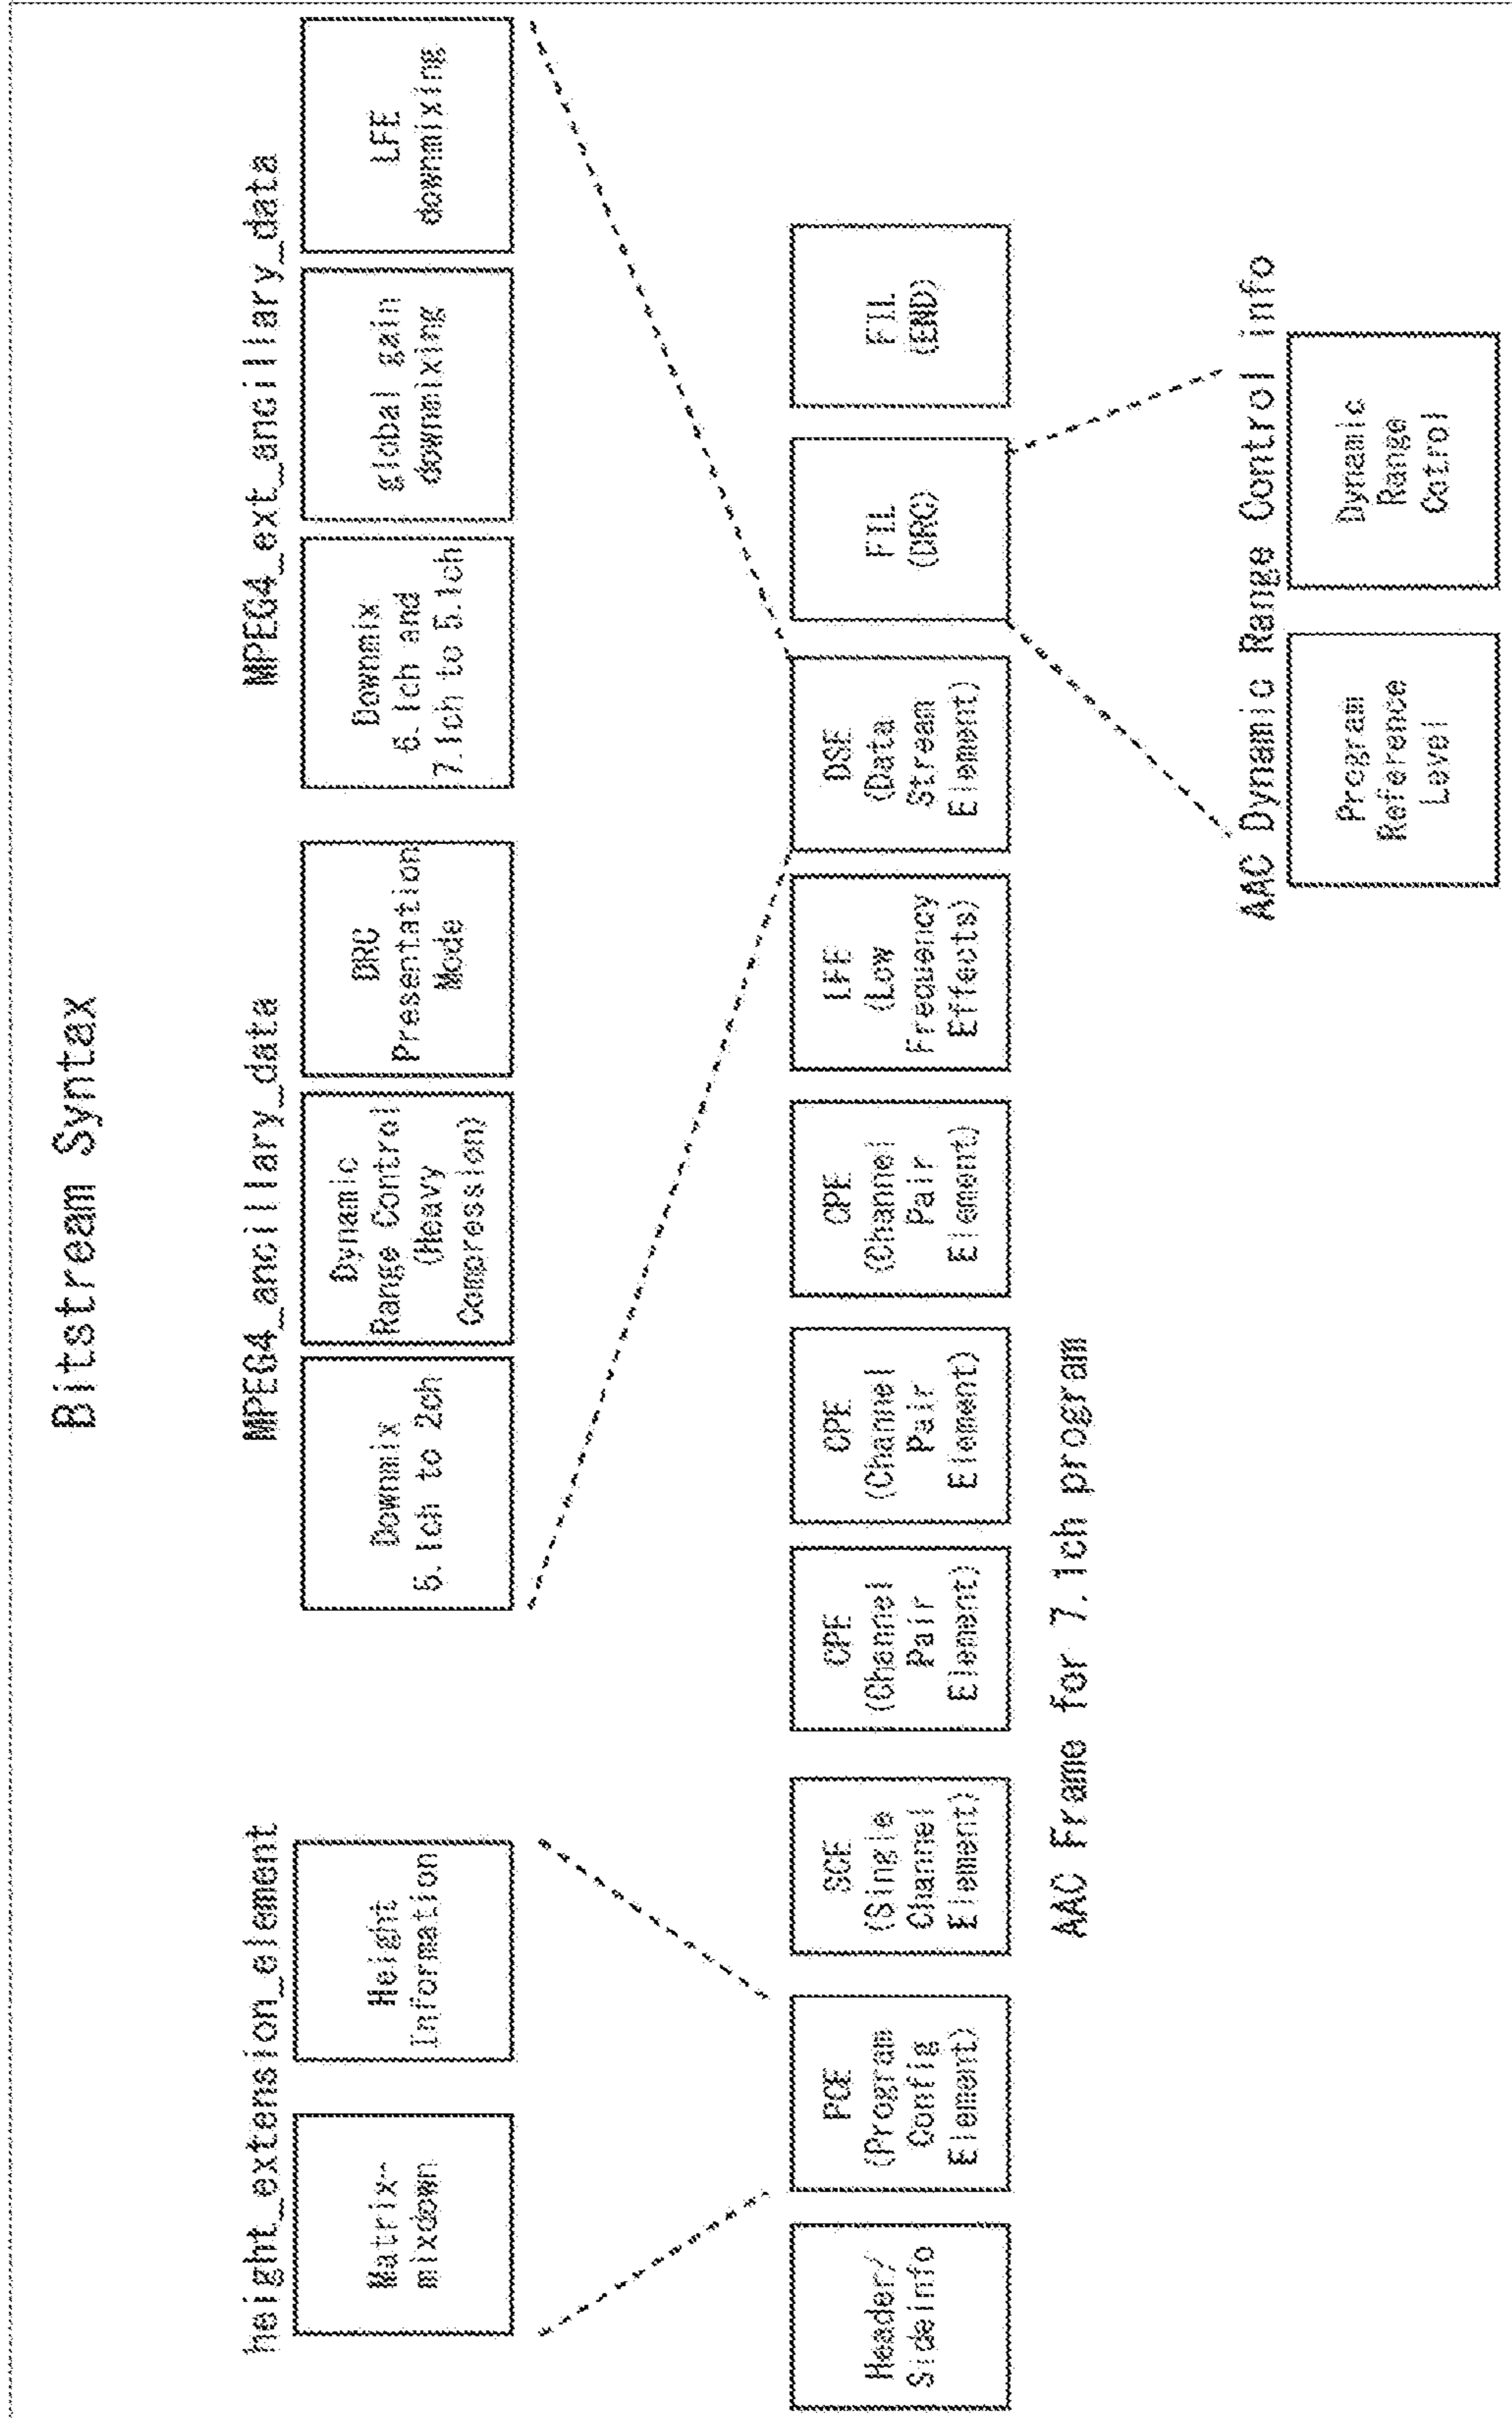 Bitstream Syntax
height_extension_element
Matrix-
mixdown
Height
Information
MPEG4_ancillary_data
Downmix
5.1ch to 2ch
Dynamic
Range Control
(Heavy
Compression)
DRC
Presentation
Mode
MPEG4_ext_ancillary_data
Downmix
6.1ch and
7.1ch to 5.1ch
global gain
downmixing
LFE
downmixing
Header/
Sideinfo
PCE
(Program
Config
Element)
SCE
(Single
Channel
Element)
CPE
(Channel
Pair
Element)
CPE
(Channel
Pair
Element)
CPE
(Channel
Pair
Element)
LFE
(Low
Frequency
Effects)
DSE
(Data
Stream
Element)
FIL
(DRC)
FIL
(END)
AAC Frame for 7.1ch program
AAC Dynamic Range Control info
Program
Reference
Level
Dynamic
Range
Cotrol